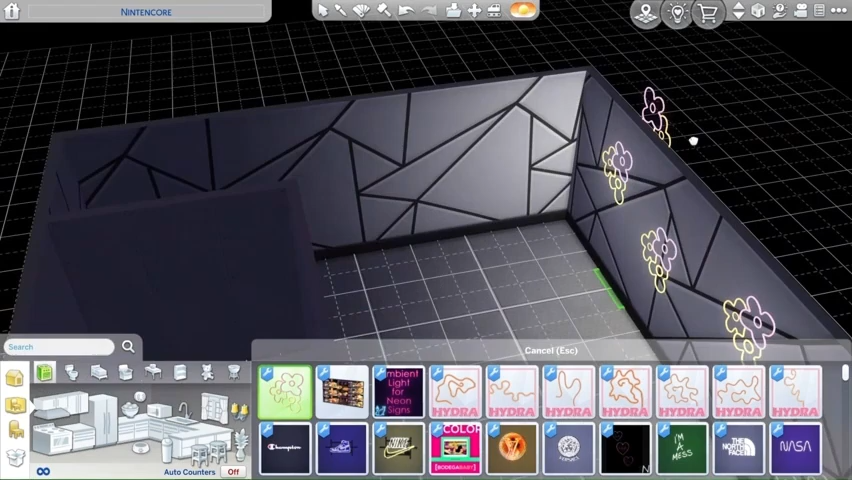 NINTENCORE
Cancel (Esc)
Search
Ambient
Light
for
Neon
Signs
HYDRA
HYDRA
HYDRA
HYDRA
HYDRA
HYDRA
HYDRA
Champion
COLOR
[BODEGABABY]
I'M
A
MESS
THE
NORTH
FACE
NASA
Auto Counters
Off